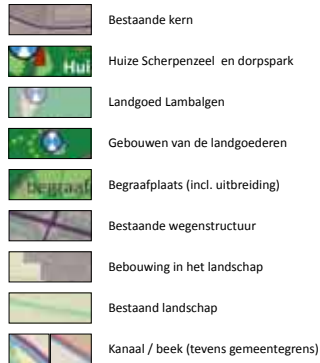 Bestaande kern
Huize Scherpenzeel en dorpspark
Hui
Landgoed Lambalgen
Gebouwen van de landgoederen
Begraafplaats (incl. uitbreiding)
Begraaf
Bestaande wegenstructuur
Bebouwing in het landschap
Bestaand landschap
Kanaal / beek (tevens gemeentegrens)